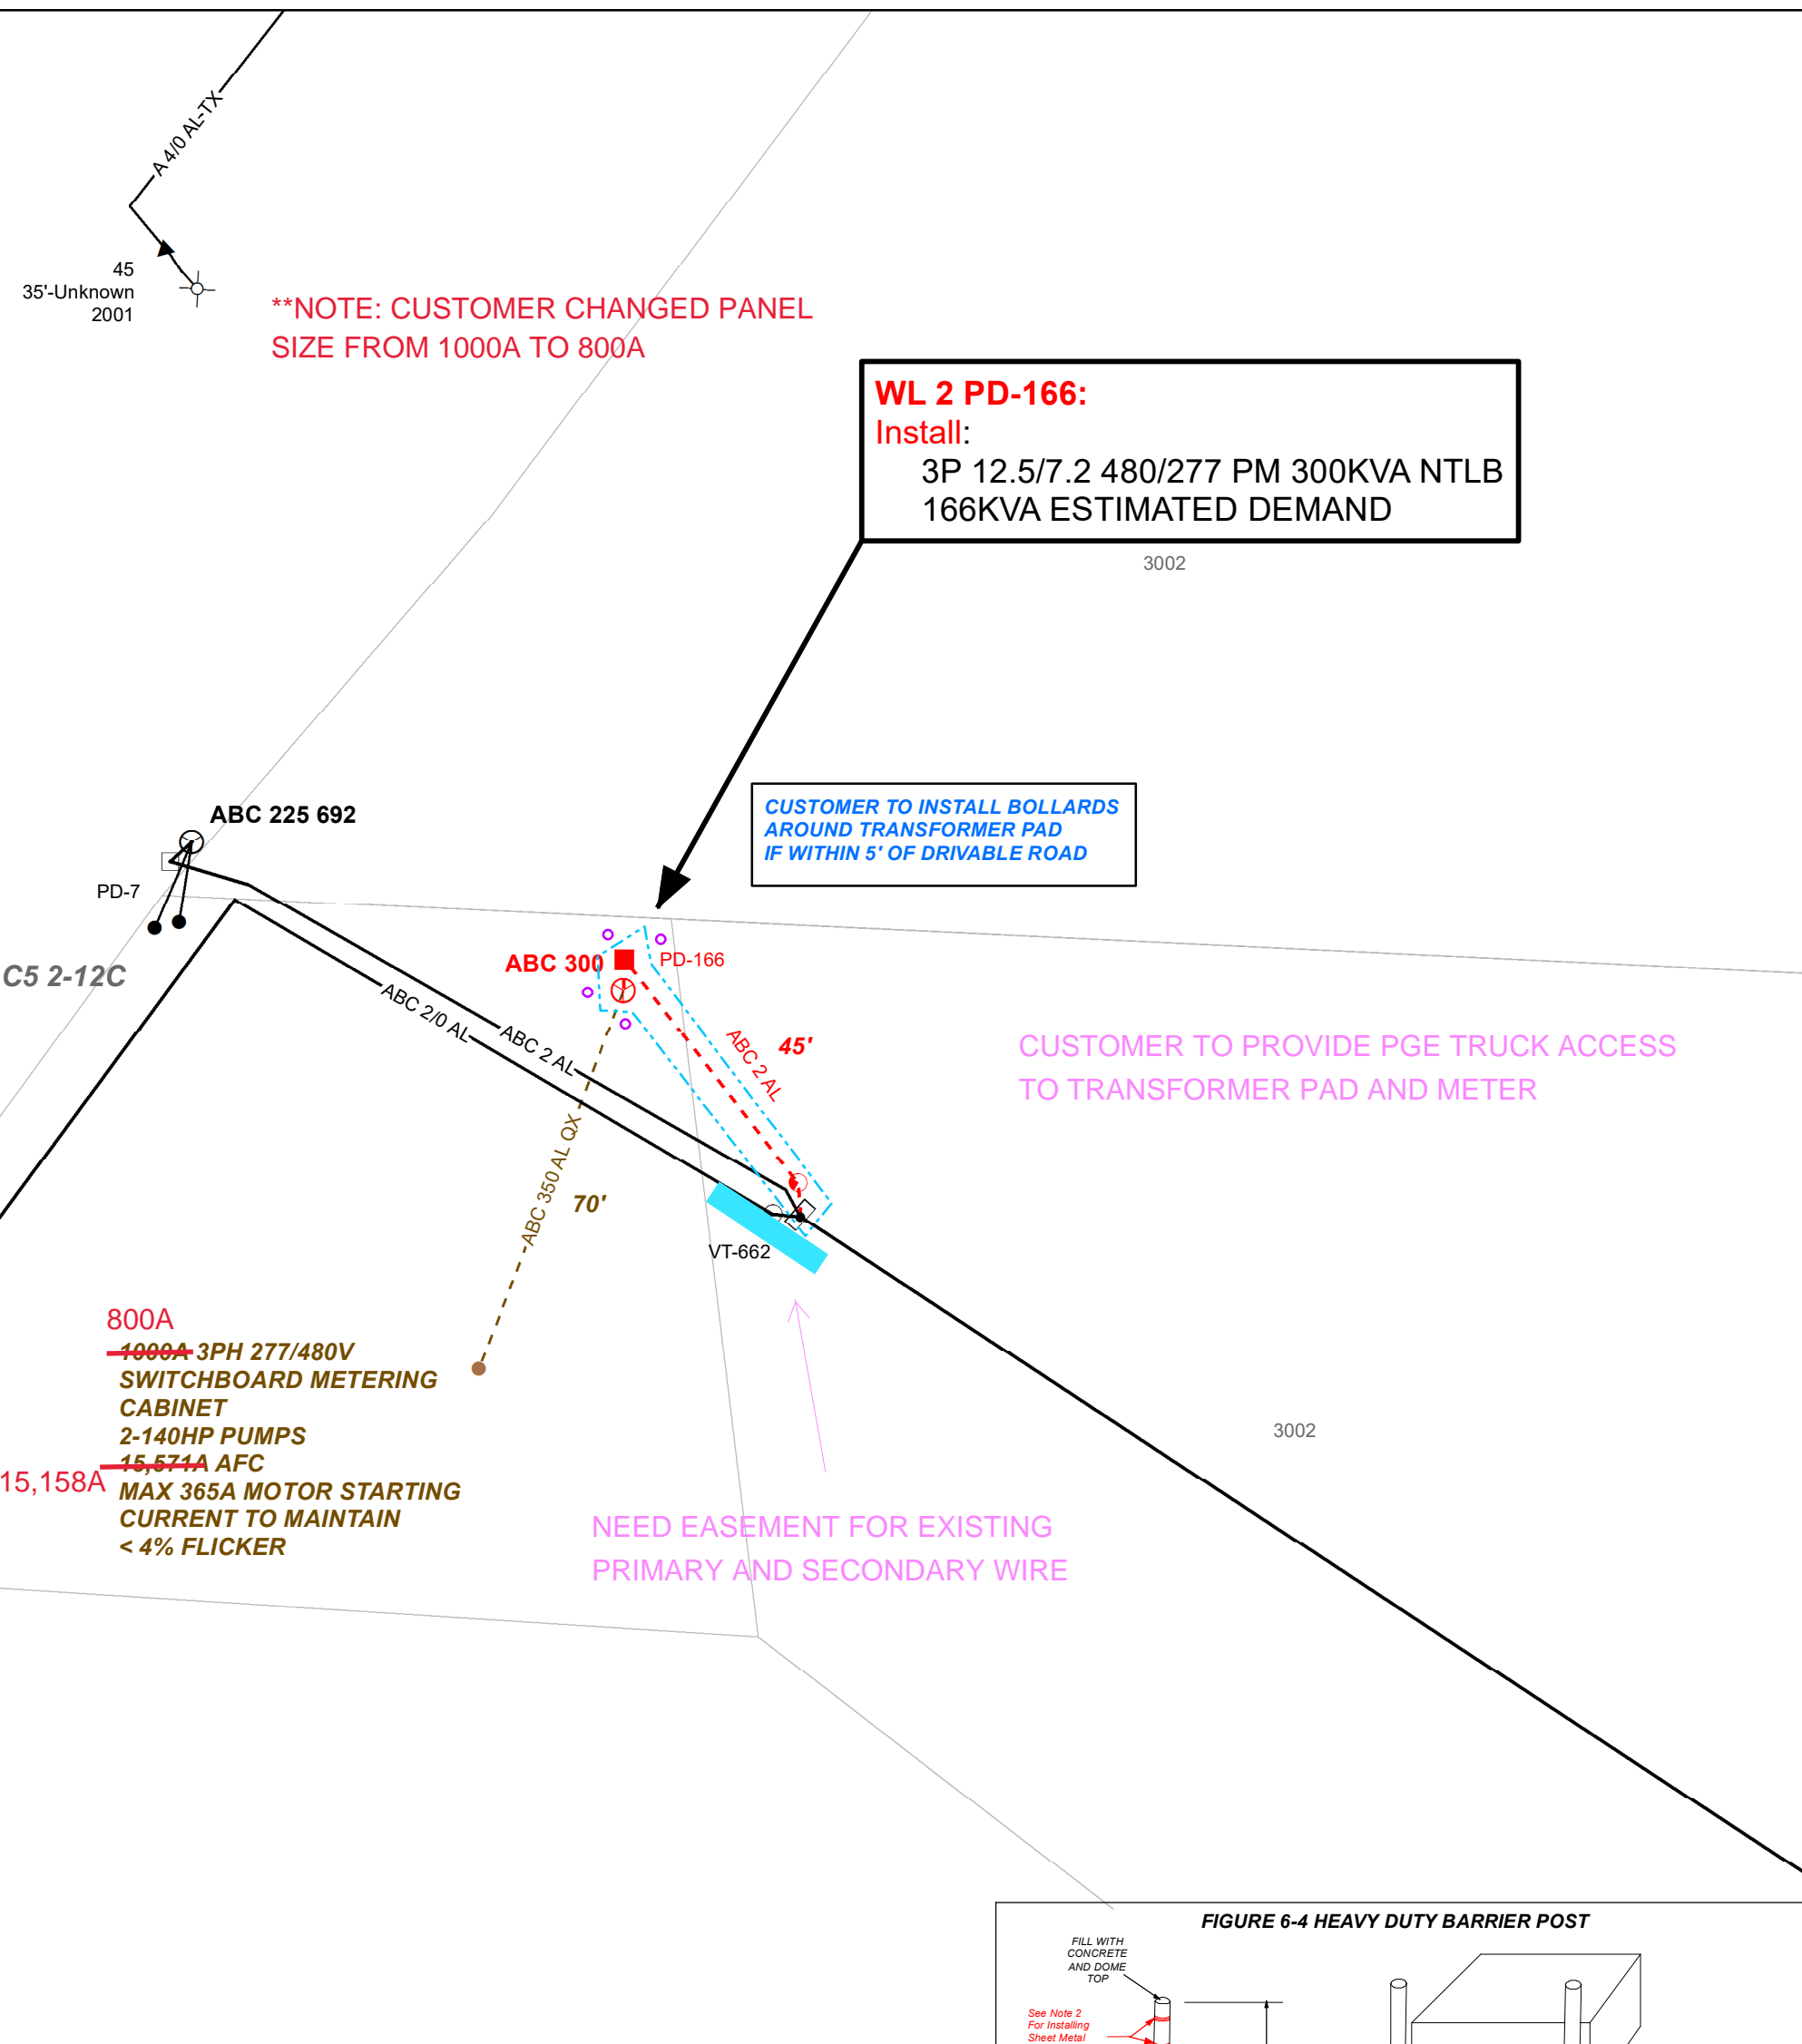 A 4/0 AL-TX
45
35'-Unknown
2001
**NOTE: CUSTOMER CHANGED PANEL
SIZE FROM 1000A TO 800A
WL 2 PD-166:
Install:
3P 12.5/7.2 480/277 PM 300KVA NTLB
166KVA ESTIMATED DEMAND
3002
ABC 225 692
PD-7
CUSTOMER TO INSTALL BOLLARDS
AROUND TRANSFORMER PAD
IF WITHIN 5' OF DRIVABLE ROAD
C5 2-12C
ABC 300
PD-166
ABC 2/0 AL
ABC 2 AL
ABC 2 AL
45'
CUSTOMER TO PROVIDE PGE TRUCK ACCESS
TO TRANSFORMER PAD AND METER
ABC 350 AL QX
70'
VT-662
800A
1000A 3PH 277/480V
SWITCHBOARD METERING
CABINET
2-140HP PUMPS
15,571A AFC
15,158A
MAX 365A MOTOR STARTING
CURRENT TO MAINTAIN
< 4% FLICKER
3002
NEED EASEMENT FOR EXISTING
PRIMARY AND SECONDARY WIRE
FIGURE 6-4 HEAVY DUTY BARRIER POST
FILL WITH
CONCRETE
AND DOME
TOP
See Note 2
For Installing
Sheet Metal